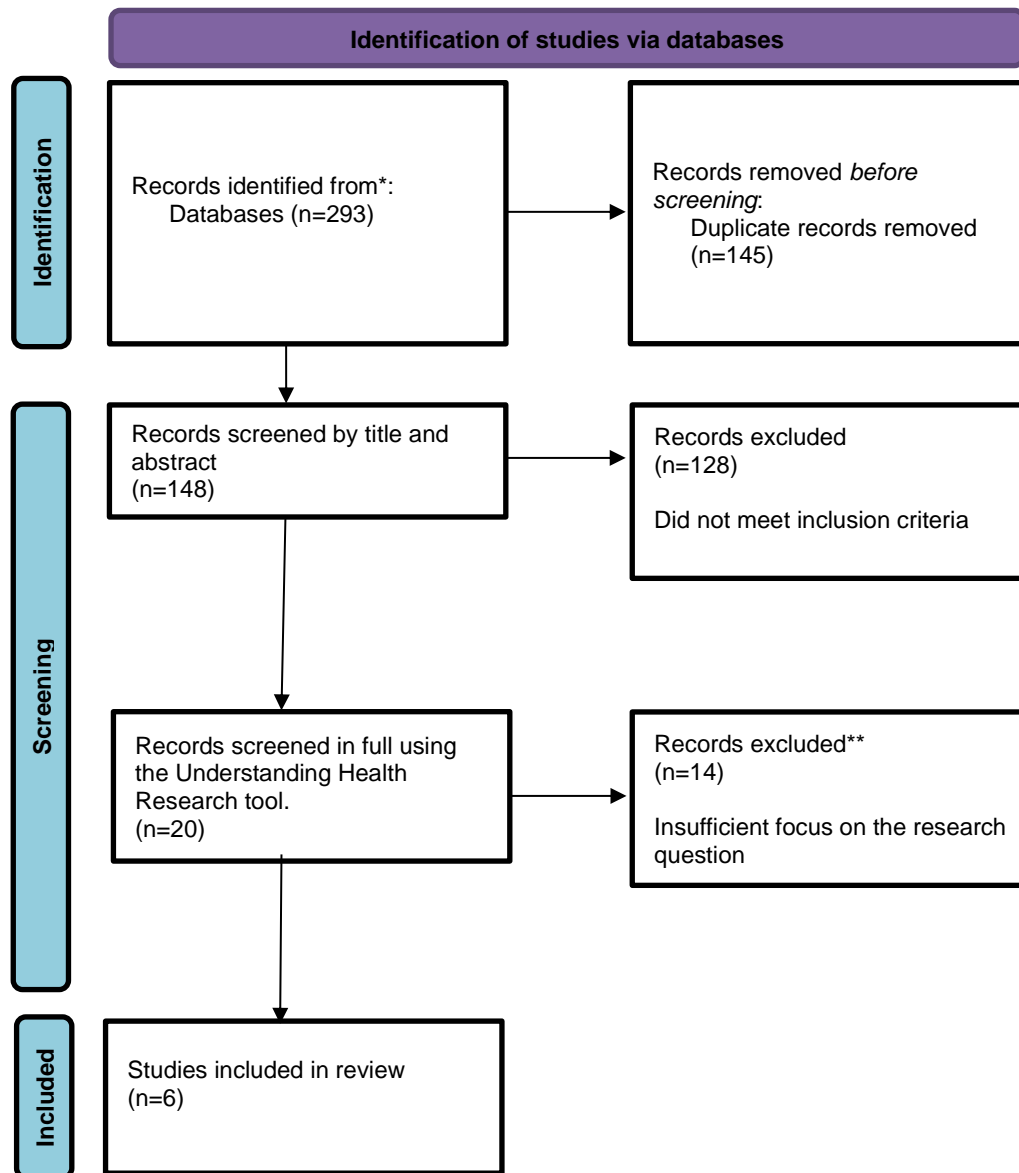 Identification of studies via databases
Identification
Records identified from*:
Databases (n=293)
Records removed before
screening:
Duplicate records removed
(n=145)
Screening
Records screened by title and
abstract
(n=148)
Records excluded
(n=128)
Did not meet inclusion criteria
Records screened in full using
the Understanding Health
Research tool.
(n=20)
Records excluded**
(n=14)
Insufficient focus on the research
question
Included
Studies included in review
(n=6)